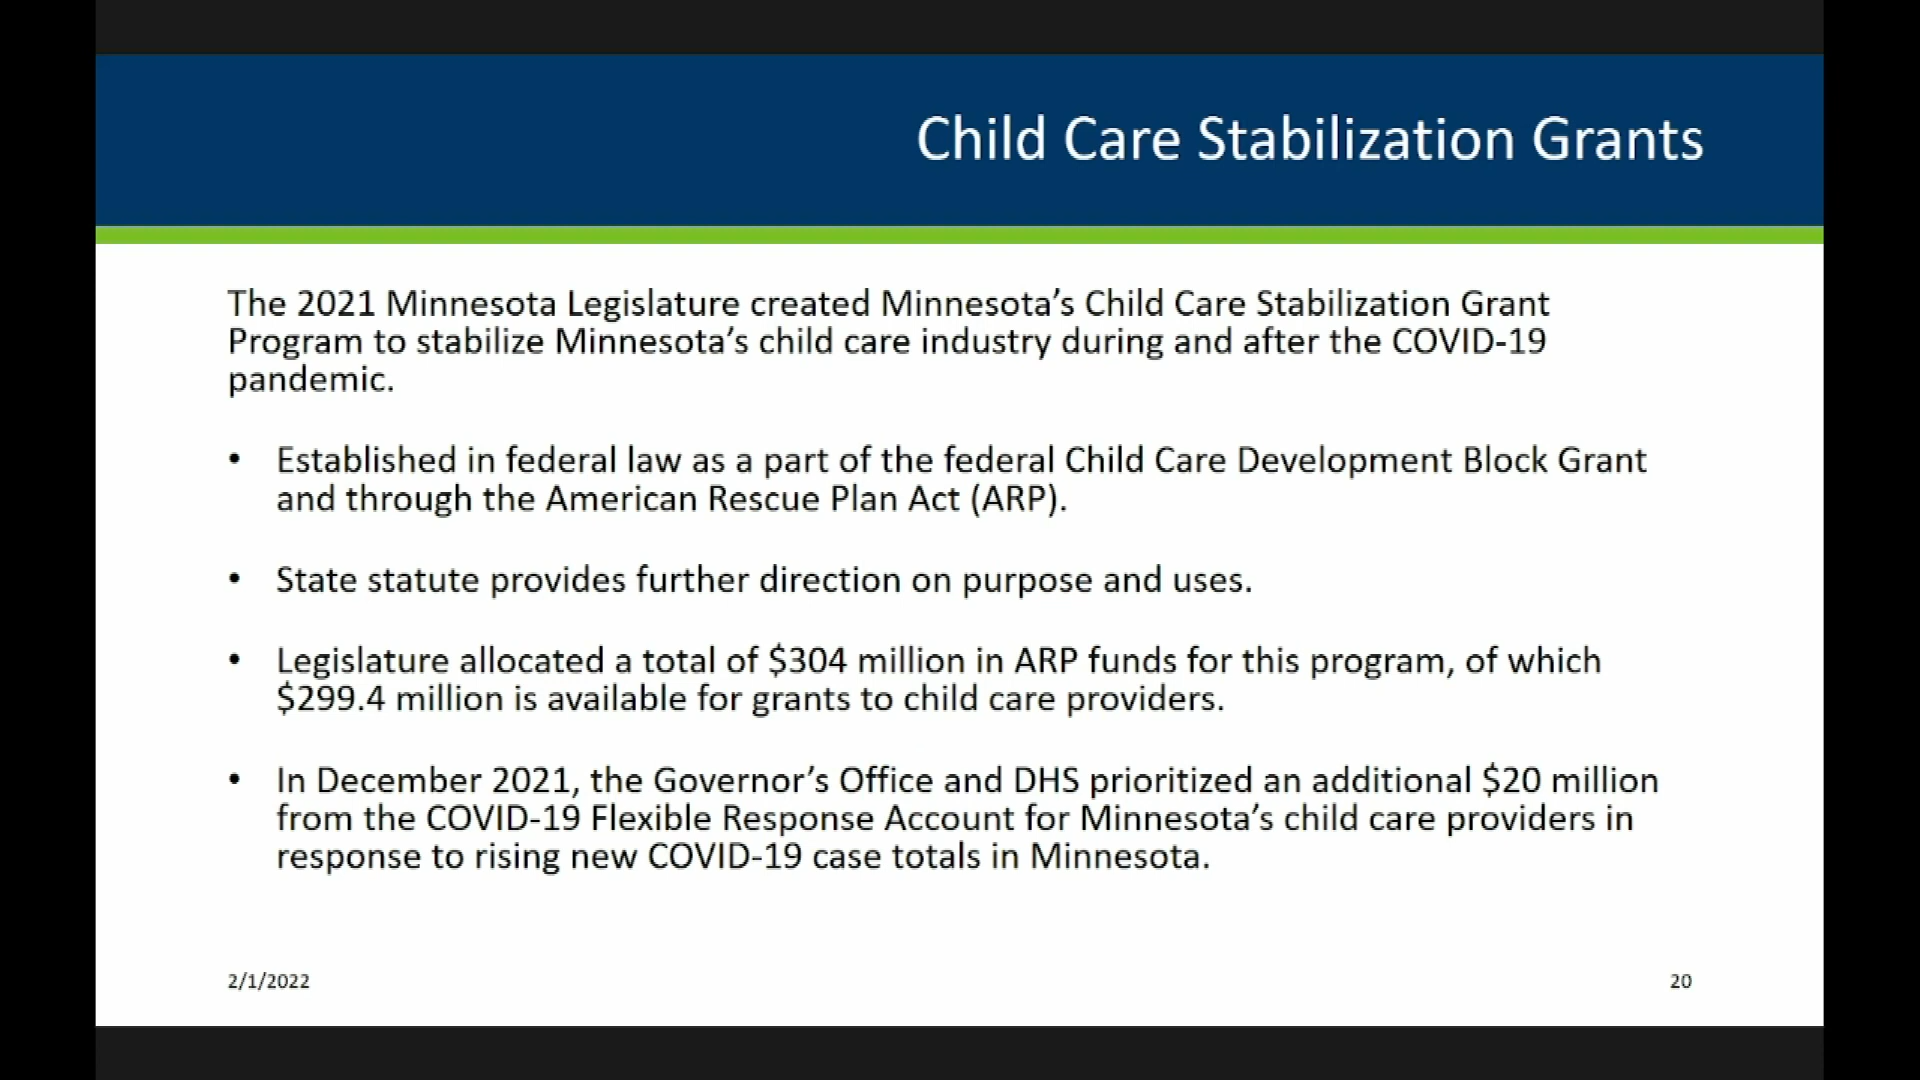 Child Care Stabilization Grants
The 2021 Minnesota Legislature created Minnesota’s Child Care Stabilization Grant
Program to stabilize Minnesota’s child care industry during and after the COVID-19
pandemic.
• Established in federal law as a part of the federal Child Care Development Block Grant
and through the American Rescue Plan Act (ARP).
• State statute provides further direction on purpose and uses.
• Legislature allocated a total of $304 million in ARP funds for this program, of which
$299.4 million is available for grants to child care providers.
• In December 2021, the Governor’s Office and DHS prioritized an additional $20 million
from the COVID-19 Flexible Response Account for Minnesota’s child care providers in
response to rising new COVID-19 case totals in Minnesota.
2/1/2022
20